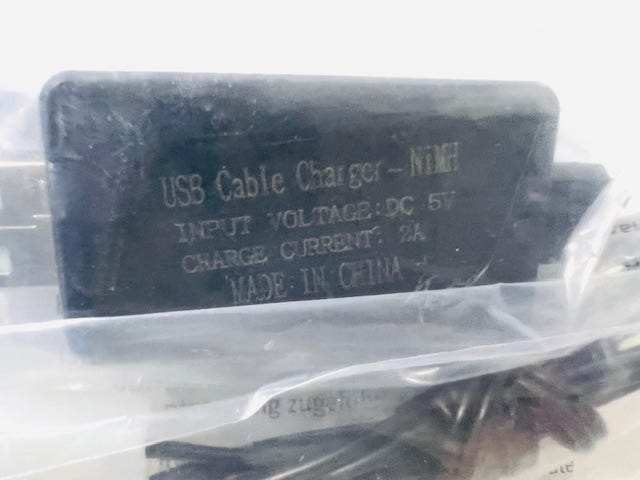 USB Cable Charger-NiMH
INPUT VOLTAGE:DC 5V
CHARGE CURRENT: 2A
MADE IN CHINA